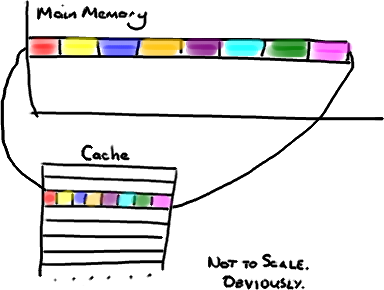 Main Memory
Cache
NOT TO SCALE.
OBVIOUSLY.